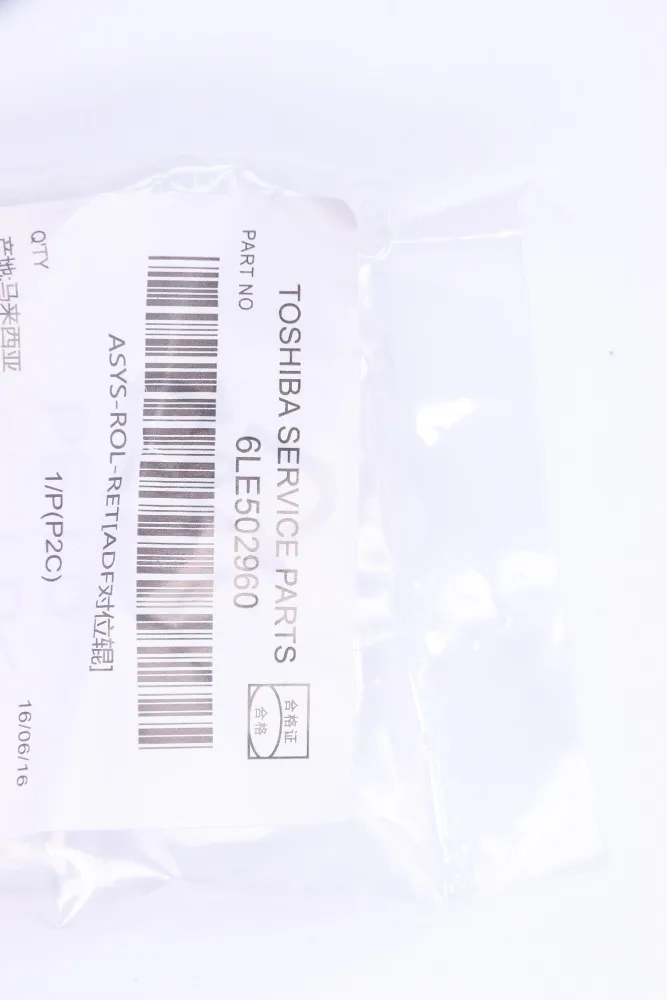 TOSHIBA SERVICE PARTS
合格证
合格
PART NO
6LE502960
ASYS-ROL-RET[ADF对位辊]
Q'TY
1/P(P2C)
产地:马来西亚
16/06/16